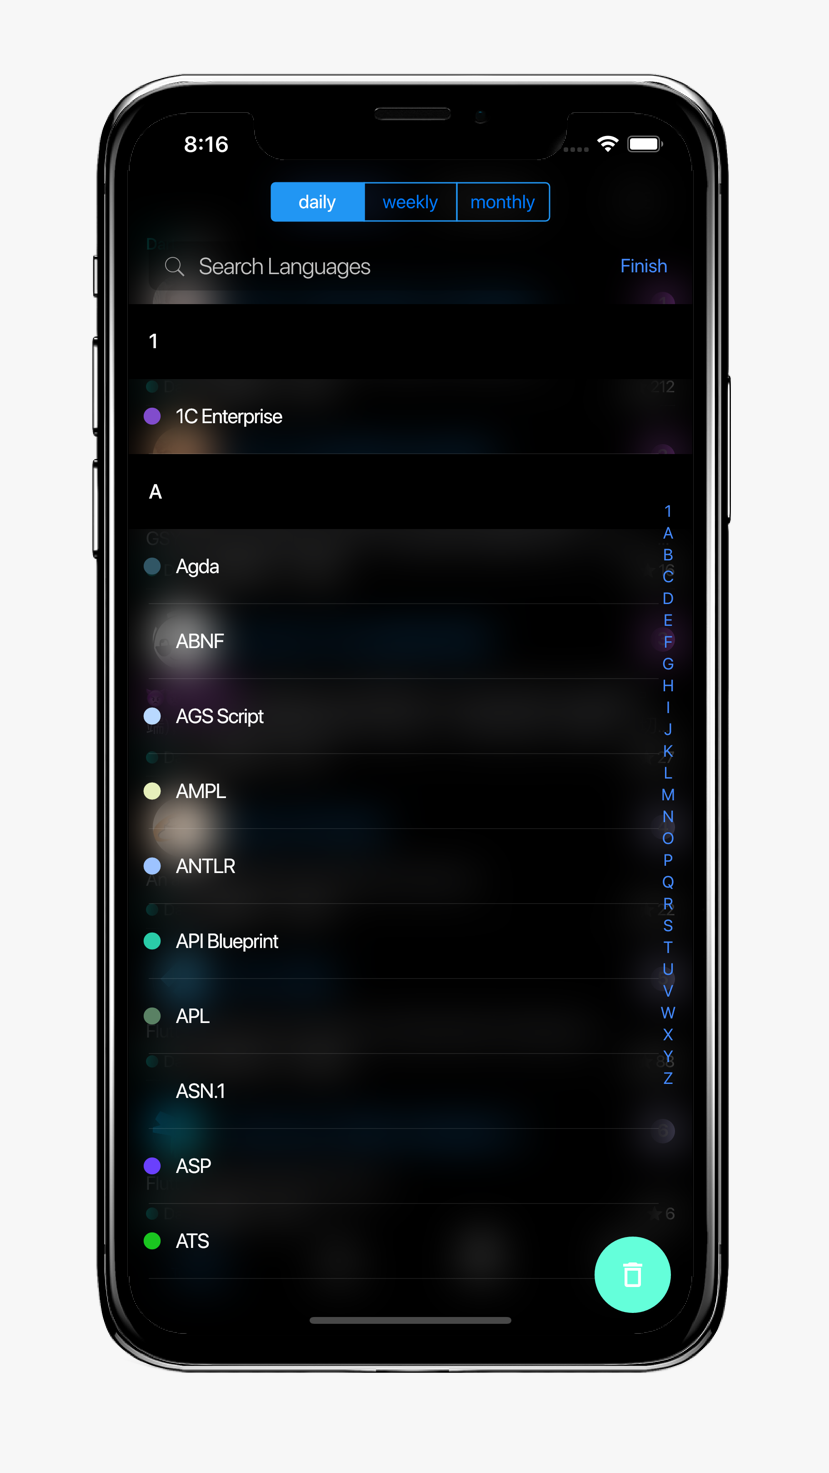 8:16
daily weekly monthly
Search Languages Finish
1
1C Enterprise
A
Agda
ABNF
AGS Script
AMPL
ANTLR
API Blueprint
APL
ASN.1
ASP
ATS
1
A
B
C
D
E
F
G
H
I
J
K
L
M
N
O
P
Q
R
S
T
U
V
W
X
Y
Z